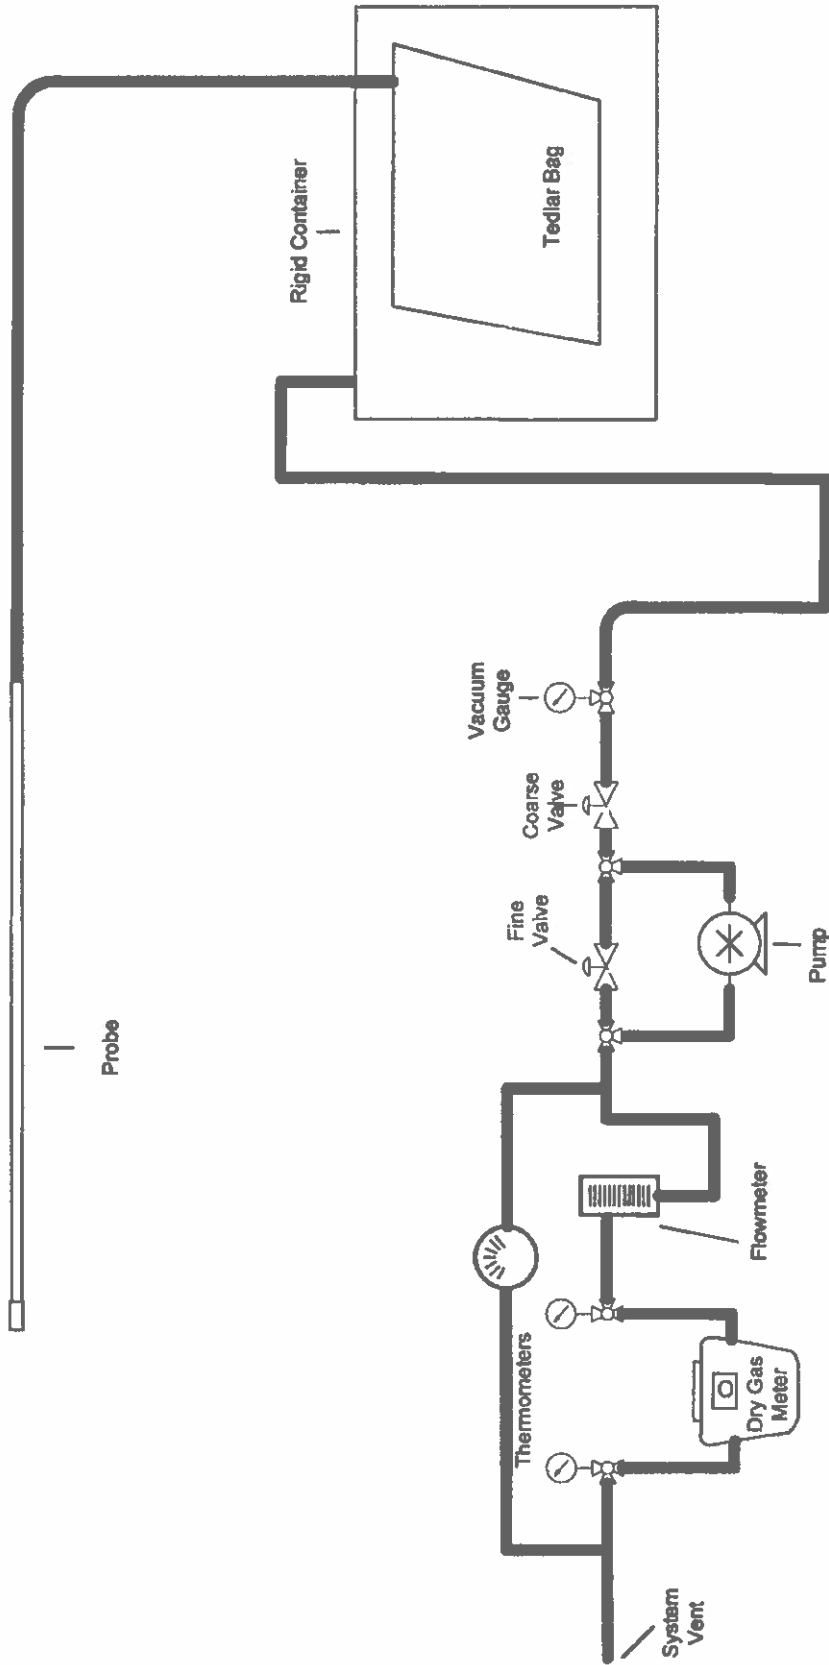 Probe
Rigid Container
Tedlar Bag
Vacuum
Gauge
Coarse
Valve
Fine
Valve
Pump
Thermometers
Flowmeter
Dry Gas
Meter
System
Vent